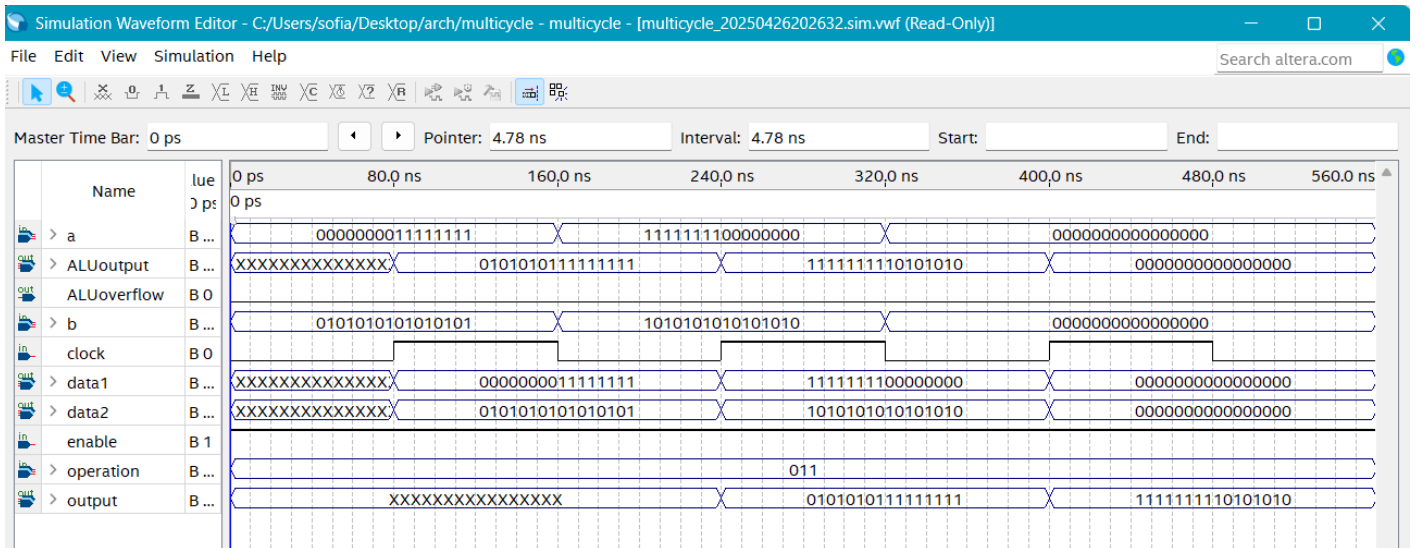 Simulation Waveform Editor - C:/Users/sofia/Desktop/arch/multicycle - multicycle - [multicycle_20250426202632.sim.vwf (Read-Only)]
File Edit View Simulation Help
Search altera.com
Master Time Bar: 0 ps Pointer: 4.78 ns Interval: 4.78 ns Start: End:
Name lue 0 ps 80.0 ns 160.0 ns 240.0 ns 320.0 ns 400.0 ns 480.0 ns 560.0 ns
0 ps 0 ps
a B ... 0000000011111111 1111111100000000 0000000000000000
ALUoutput B ... XXXXXXXXXXXXXX 0101010111111111 1111111110101010 0000000000000000
ALUoverflow B 0
b B ... 0101010101010101 1010101010101010 0000000000000000
clock B 0
data1 B ... XXXXXXXXXXXXXX 0000000011111111 1111111100000000 0000000000000000
data2 B ... XXXXXXXXXXXXXX 0101010101010101 1010101010101010 0000000000000000
enable B 1
operation B ... 011
output B ... XXXXXXXXXXXXXXXX 0101010111111111 1111111110101010